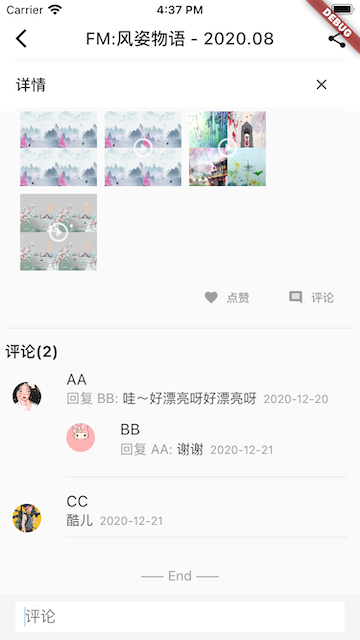 Carrier 4:37 PM
DEBUG
FM:风姿物语 - 2020.08
详情
点赞 评论
评论(2)
AA
回复 BB: 哇～好漂亮呀好漂亮呀 2020-12-20
BB
回复 AA: 谢谢 2020-12-21
CC
酷儿 2020-12-21
End
评论